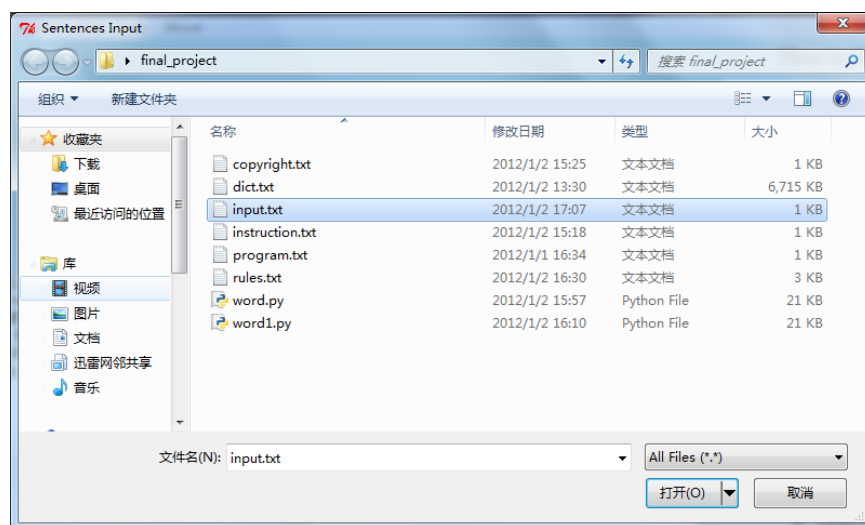 Sentences Input
final_project
搜索 final_project
组织 新建文件夹
收藏夹
下载
桌面
最近访问的位置
库
视频
图片
文档
迅雷网邻共享
音乐
名称 修改日期 类型 大小
copyright.txt 2012/1/2 15:25 文本文档 1 KB
dict.txt 2012/1/2 13:30 文本文档 6,715 KB
input.txt 2012/1/2 17:07 文本文档 1 KB
instruction.txt 2012/1/2 15:18 文本文档 1 KB
program.txt 2012/1/1 16:34 文本文档 1 KB
rules.txt 2012/1/2 16:30 文本文档 3 KB
word.py 2012/1/2 15:57 Python File 21 KB
word1.py 2012/1/2 16:10 Python File 21 KB
文件名(N): input.txt All Files (*.*)
打开(O) 取消